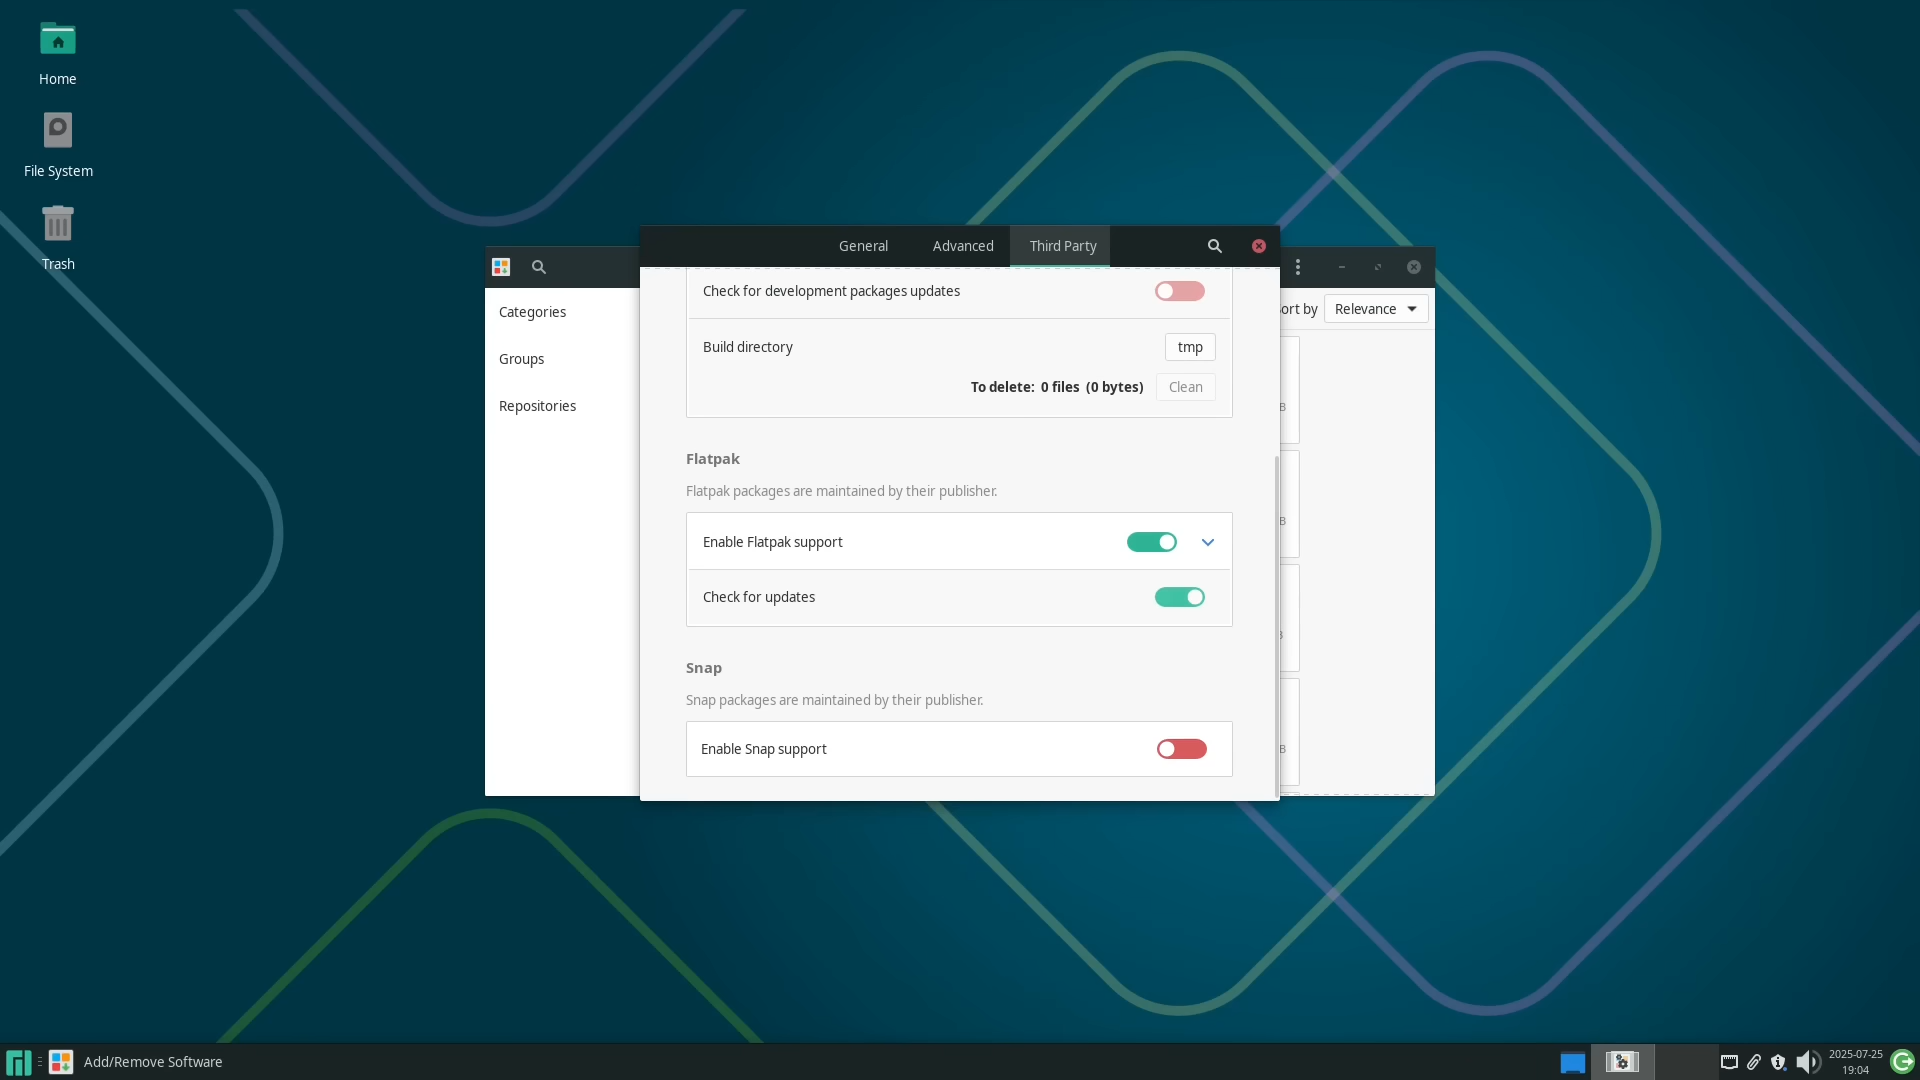 Home
File System
Trash
General
Advanced
Third Party
Categories
Groups
Repositories
ort by
Relevance
Check for development packages updates
Build directory
tmp
To delete: 0 files (0 bytes)
Clean
B
B
B
B
Flatpak
Flatpak packages are maintained by their publisher.
Enable Flatpak support
Check for updates
Snap
Snap packages are maintained by their publisher.
Enable Snap support
Add/Remove Software
2025-07-25
19:04